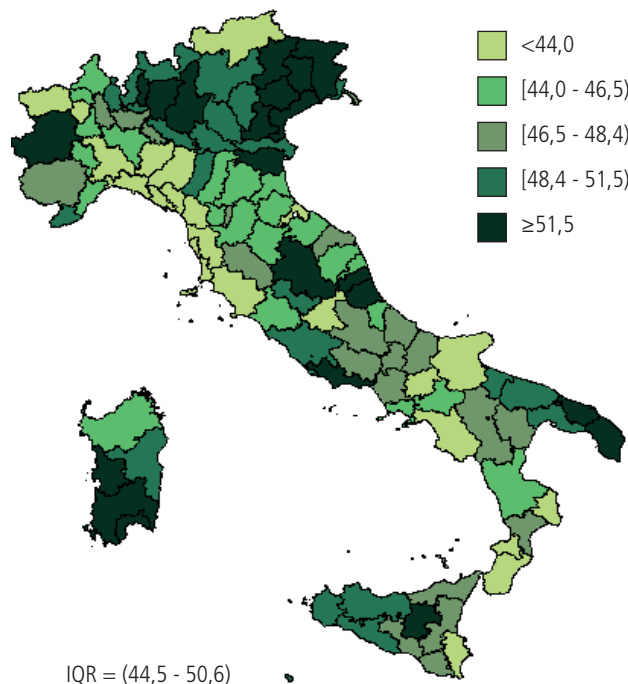 <44,0
[44,0 - 46,5)
[46,5 - 48,4)
[48,4 - 51,5)
≥51,5
IQR = (44,5 - 50,6)